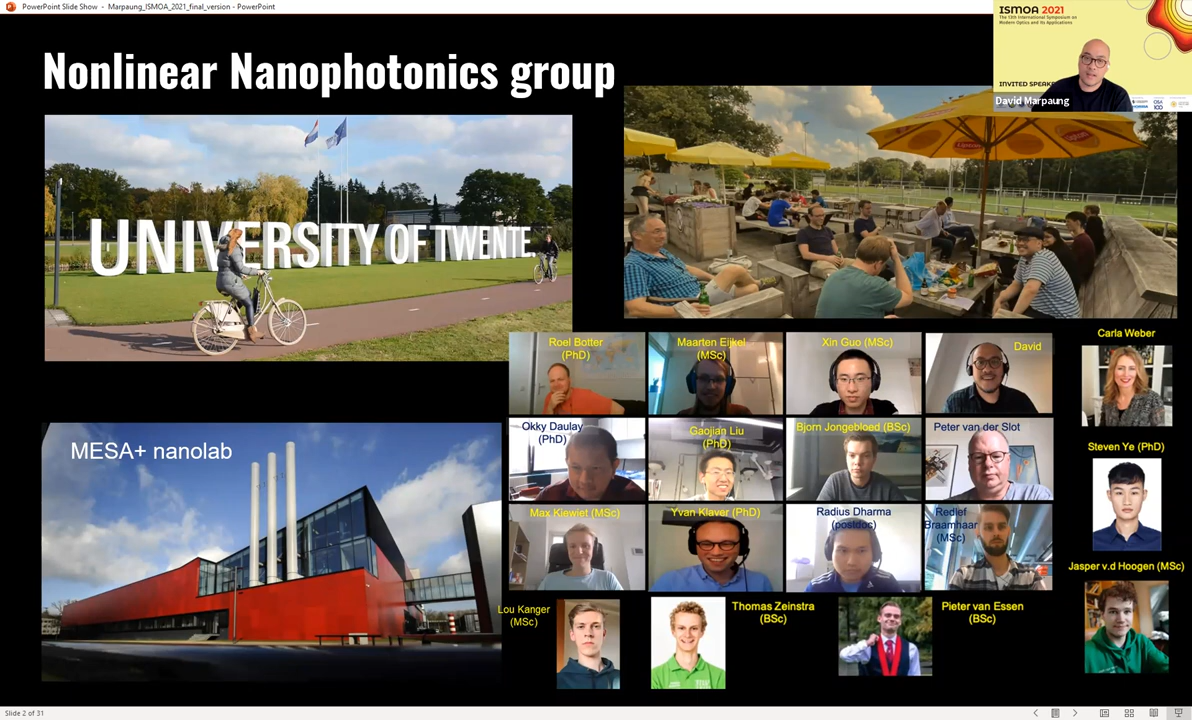 PowerPoint Slide Show - Marpaung_ISMOA_2021_final_version - PowerPoint
ISMOA 2021
The 13th International Symposium on
Modern Optics and Its Applications
INVITED SPEAK
David Marpaung
Nonlinear Nanophotonics group
UNIVERSITY OF TWENTE.
MESA+ nanolab
Roel Botter
(PhD)
Maarten Eijkel
(MSc)
Xin Guo (MSc)
David
Carla Weber
Okky Daulay
(PhD)
Gaojian Liu
(PhD)
Bjorn Jongebloed (BSc)
Peter van der Slot
Steven Ye (PhD)
Max Kiewiet (MSc)
Yvan Klaver (PhD)
Radius Dharma
(postdoc)
Redlef
Braamhaar
(MSc)
Jasper v.d Hoogen (MSc)
Lou Kanger
(MSc)
Thomas Zeinstra
(BSc)
Pieter van Essen
(BSc)
Slide 2 of 31